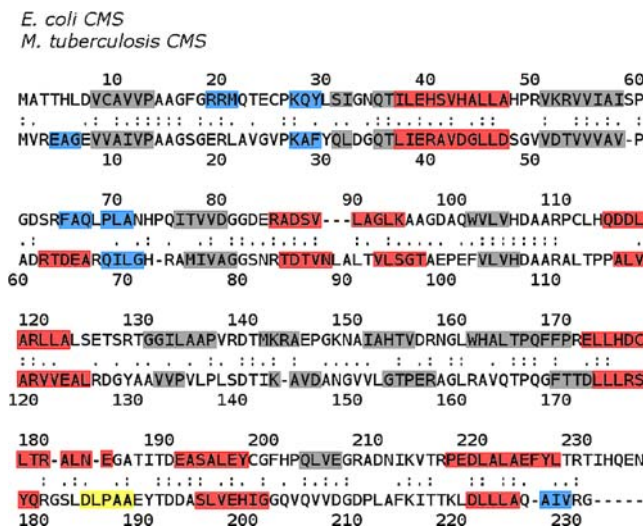 E. coli CMS
M. tuberculosis CMS
10 20 30 40 50 60
MATTHLDVCAVVPAAGFGRRMQTECPKQYLSIGNQTILEHSVHALLAHPRVKRVVIAISP
MVREAGEVVAIVPAAGSGERLAVGVPKAFYQLDGQTLIERAVDGLLDSGVVDTVVVAV-P
10 20 30 40 50
70 80 90 100 110
GDSRFAQLPLANHPQITVVDGGDERADSV---LAGLKAAGDAQWVLVHDAARPCLHQDDL
ADRTDEARQILGH-RAMIVAGGSNRTDTVNLALTVLSGTAEPEFVLVHDAARALTPPALV
60 70 80 90 100 110
120 130 140 150 160 170
ARLLALSETSRTGGILAAPVRDTMKRAEPGKNAIAHTVDRNGLWHALTPQFFPRELLHDC
ARVVEALRDGYAAVVPVLPLSDTIK-AVDANGVVLGTPERAGLRAVQTPQGFTTDLLLRS
120 130 140 150 160 170
180 190 200 210 220 230
LTR-ALN-EGATITDEASALEYCGFHPQLVEGRADNIKVTRPEDLALAEFYLTRTIHQEN
YQRGSLDLPAAEYTDDASLVEHIGGQVQVVDGDPLAFKITTKLDLLLAQ-AIVRG-----
180 190 200 210 220 230